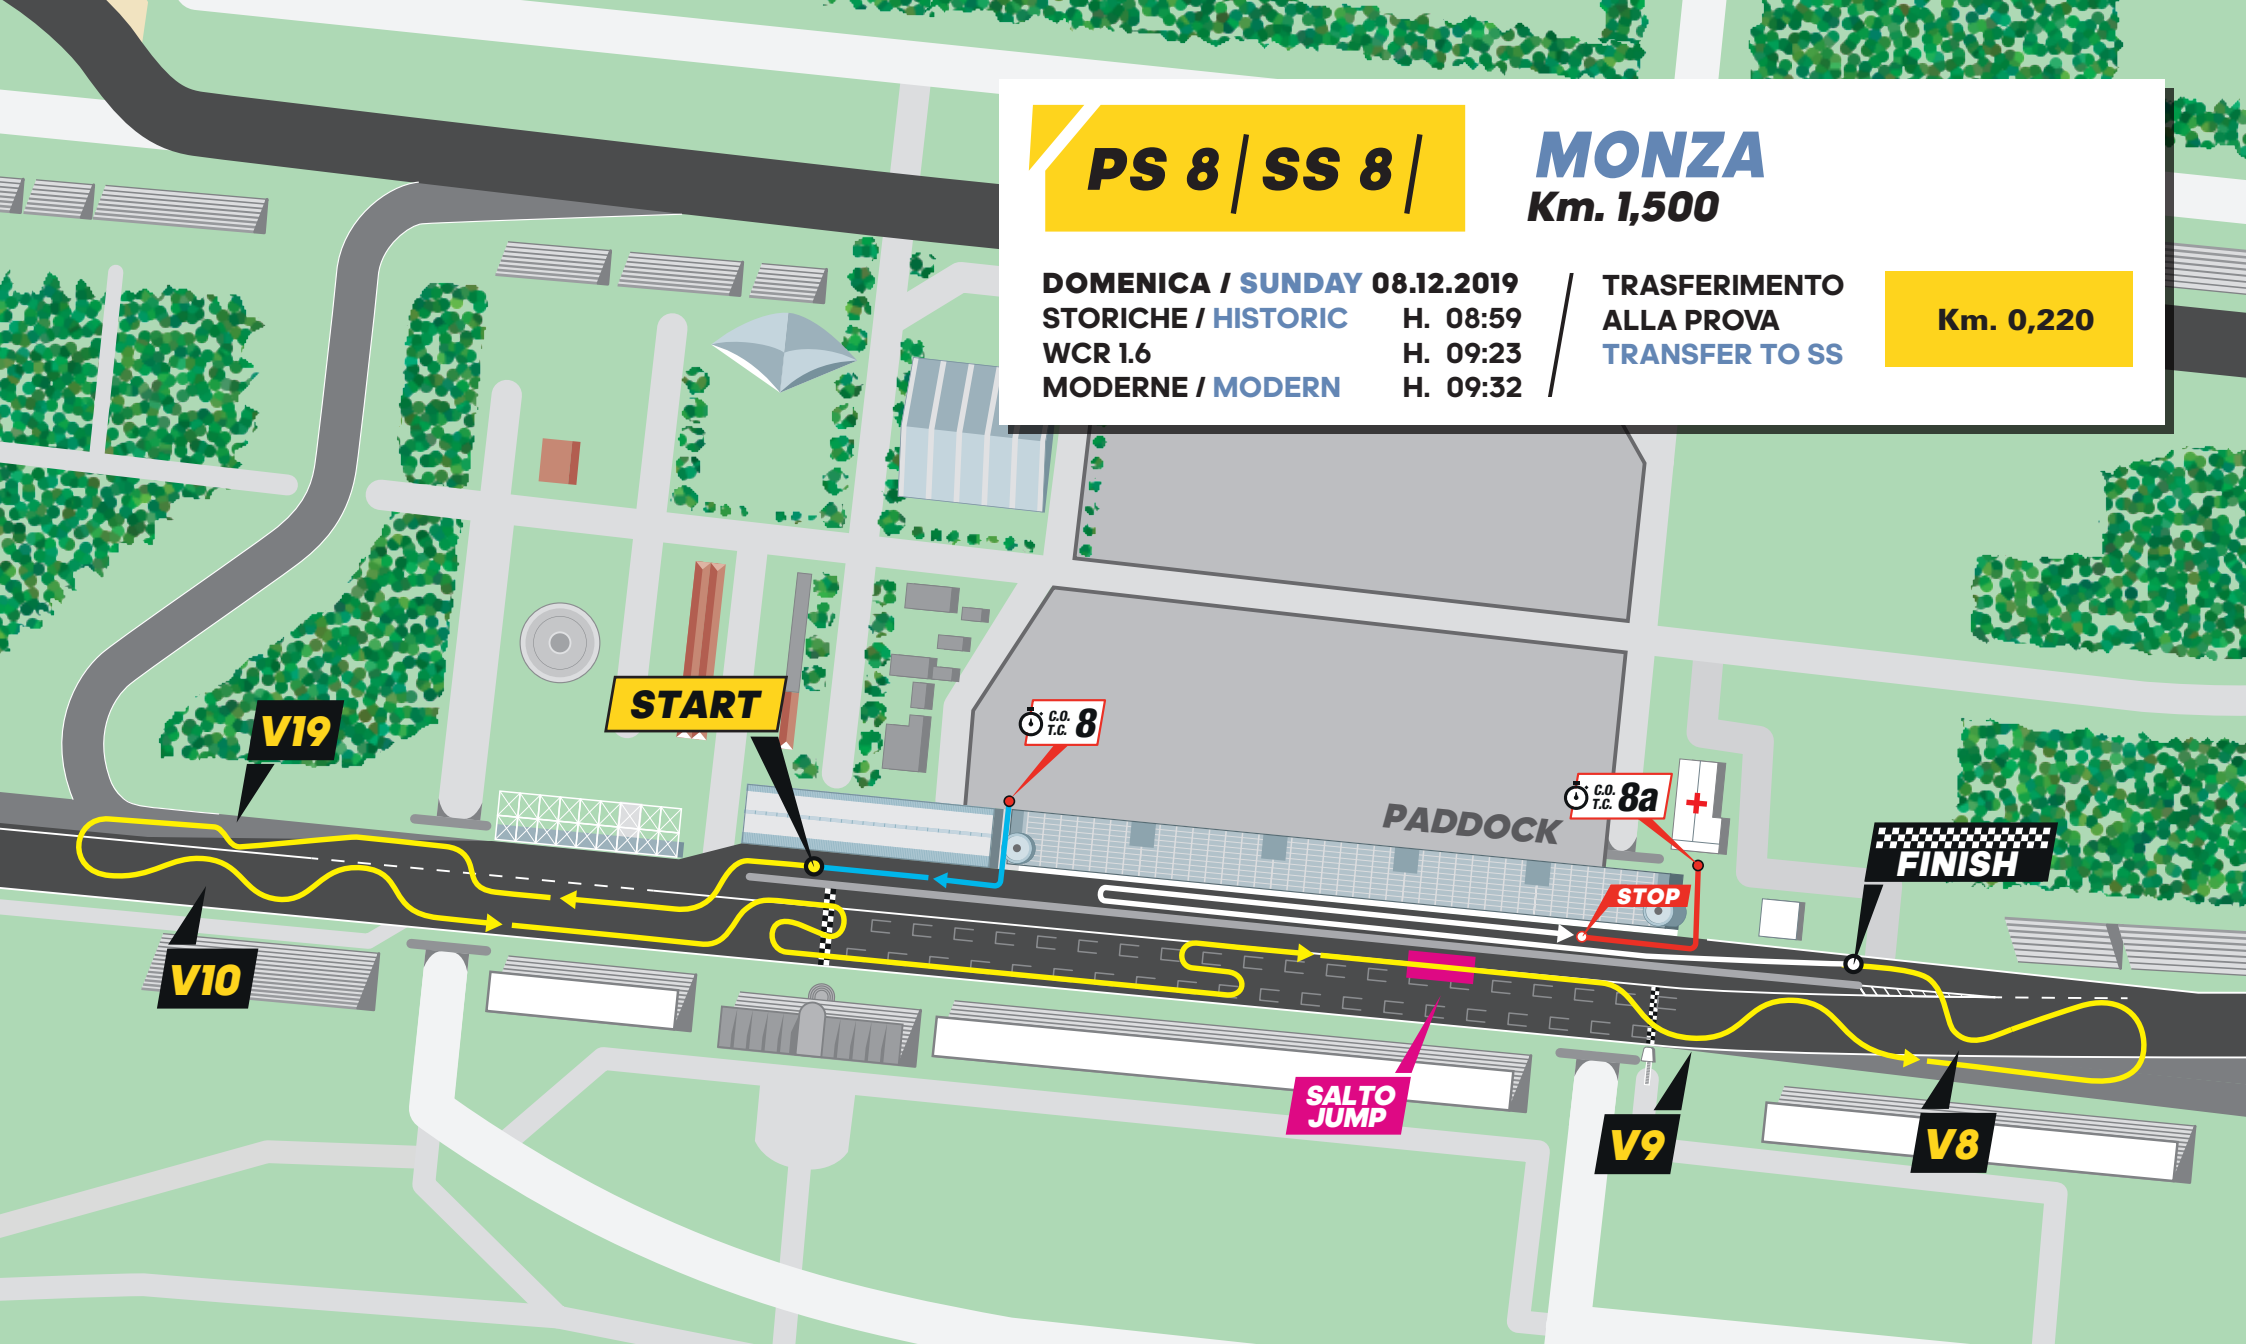 PS 8 / SS 8 /
MONZA
Km. 1,500
DOMENICA / SUNDAY 08.12.2019
STORICHE / HISTORIC H. 08:59
WCR 1.6 H. 09:23
MODERNE / MODERN H. 09:32
TRASFERIMENTO
ALLA PROVA
TRANSFER TO SS
Km. 0,220
V19
START
C.O.
T.C. 8
PADDOCK
C.O.
T.C. 8a
STOP
FINISH
V10
SALTO
JUMP
V9
V8